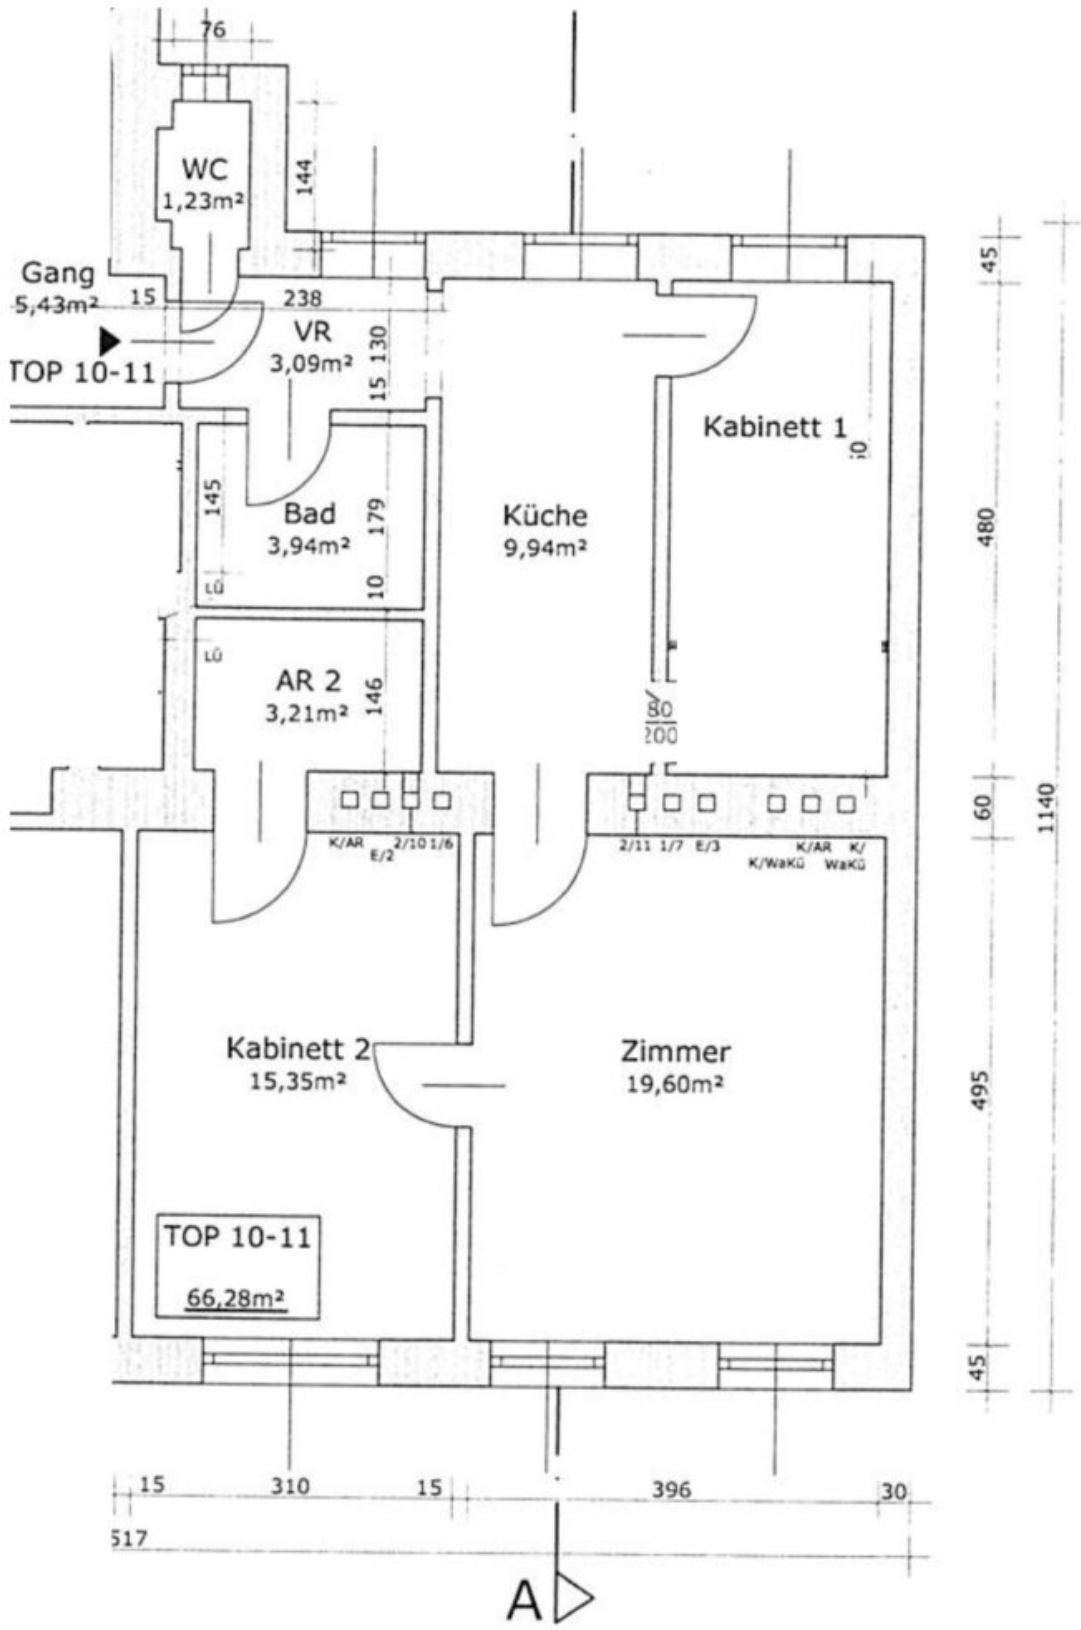 76
WC
1,23m²
144
Gang
5,43m²
15
238
VR
3,09m²
130
15
TOP 10-11
45
Kabinett 1
145
Bad
3,94m²
179
10
LÜ
Küche
9,94m²
480
LÜ
AR 2
3,21m²
146
80
200
60
1140
K/AR
E/2
2/10
1/6
2/11
1/7
E/3
K/WaKü
K/AR
K/
WaKü
Kabinett 2
15,35m²
Zimmer
19,60m²
495
TOP 10-11
66,28m²
45
15
310
15
396
30
517
A